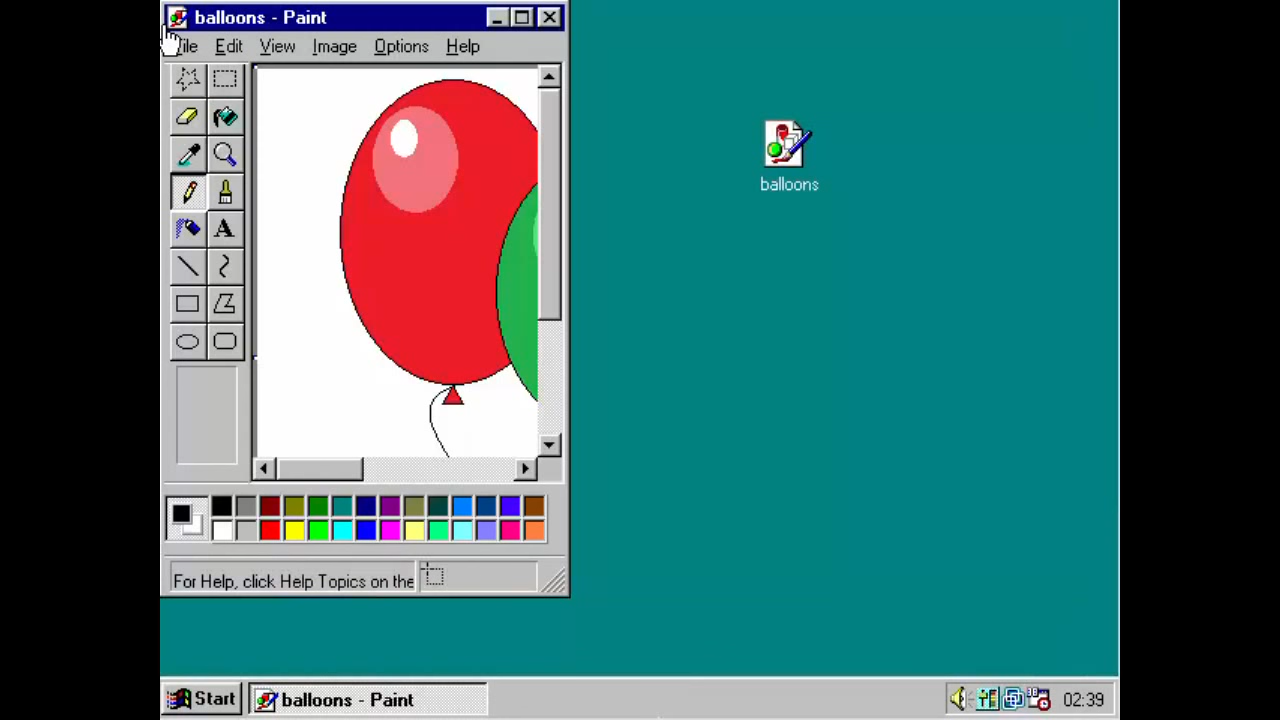 balloons - Paint
File Edit View Image Options Help
A
For Help, click Help Topics on the
balloons
Start
balloons - Paint
02:39